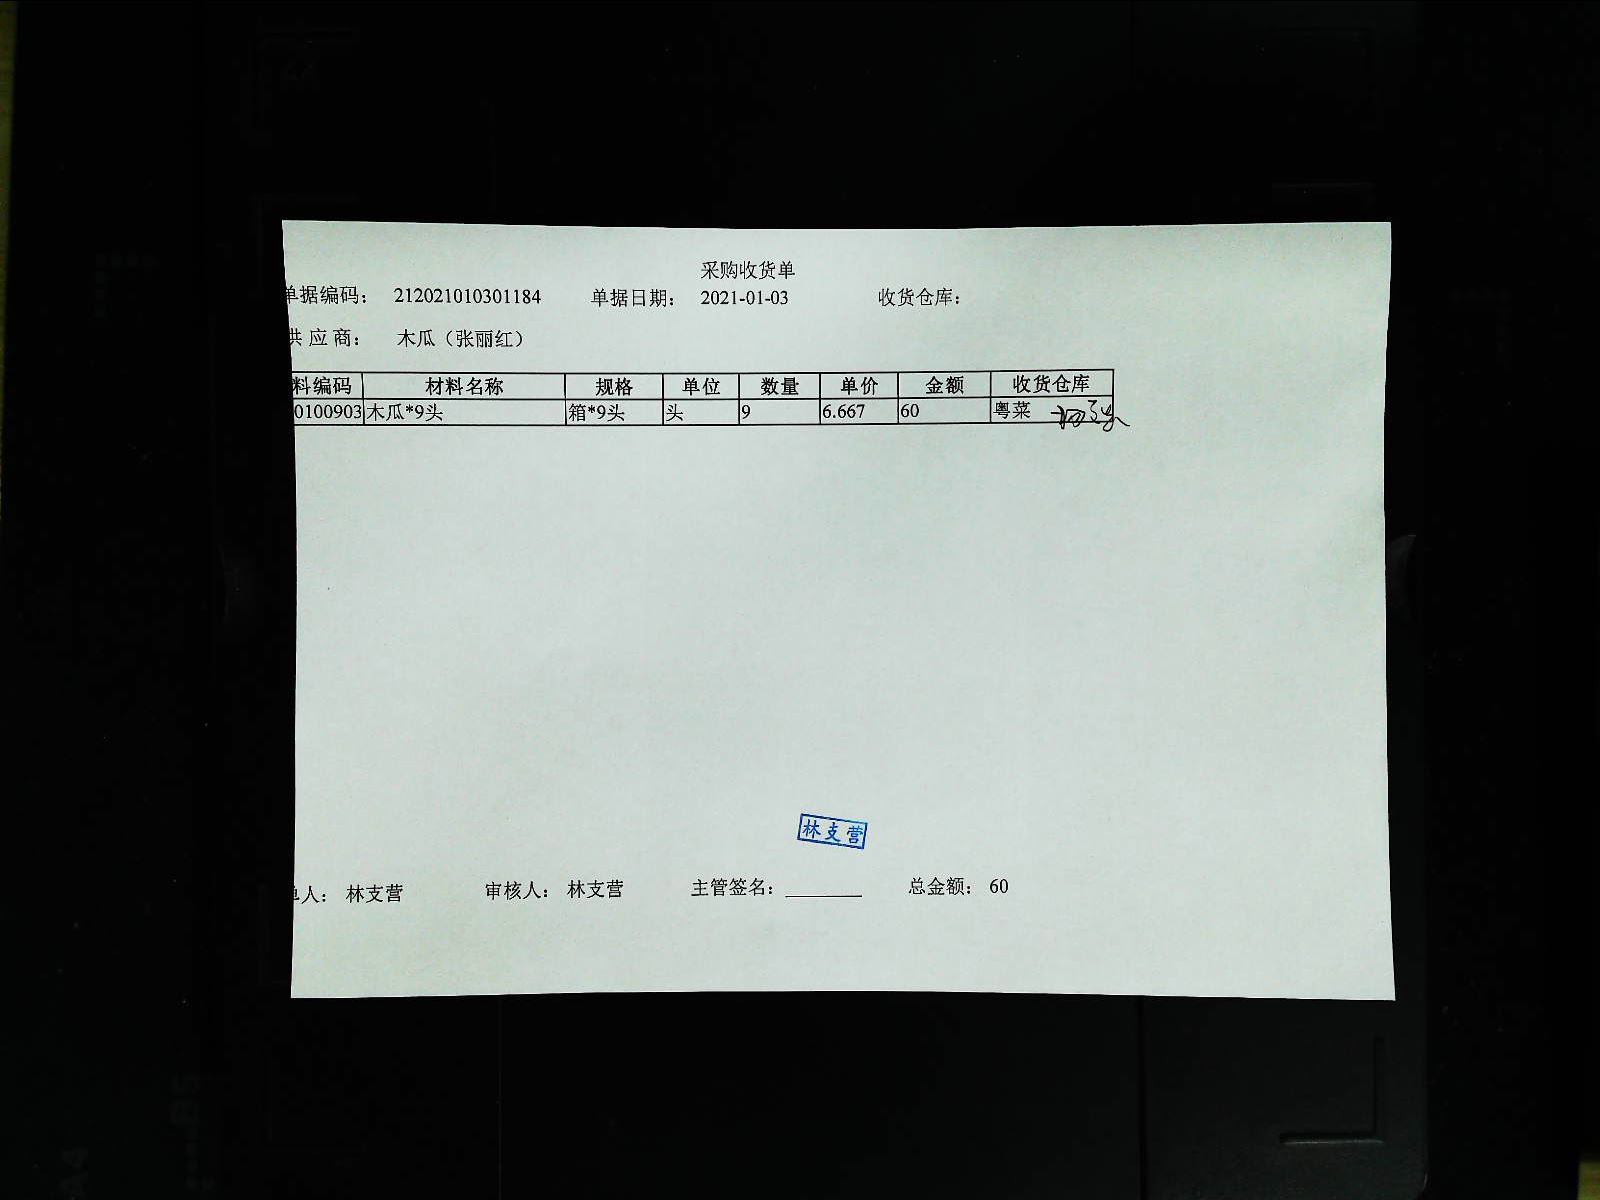 采购收货单
单据编码： 212021010301184 单据日期： 2021-01-03 收货仓库：
供 应 商： 木瓜（张丽红）
料编码 材料名称 规格 单位 数量 单价 金额 收货仓库
0100903 木瓜*9头 箱*9头 头 9 6.667 60 粤菜
林支营
单人： 林支营 审核人： 林支营 主管签名： 总金额： 60